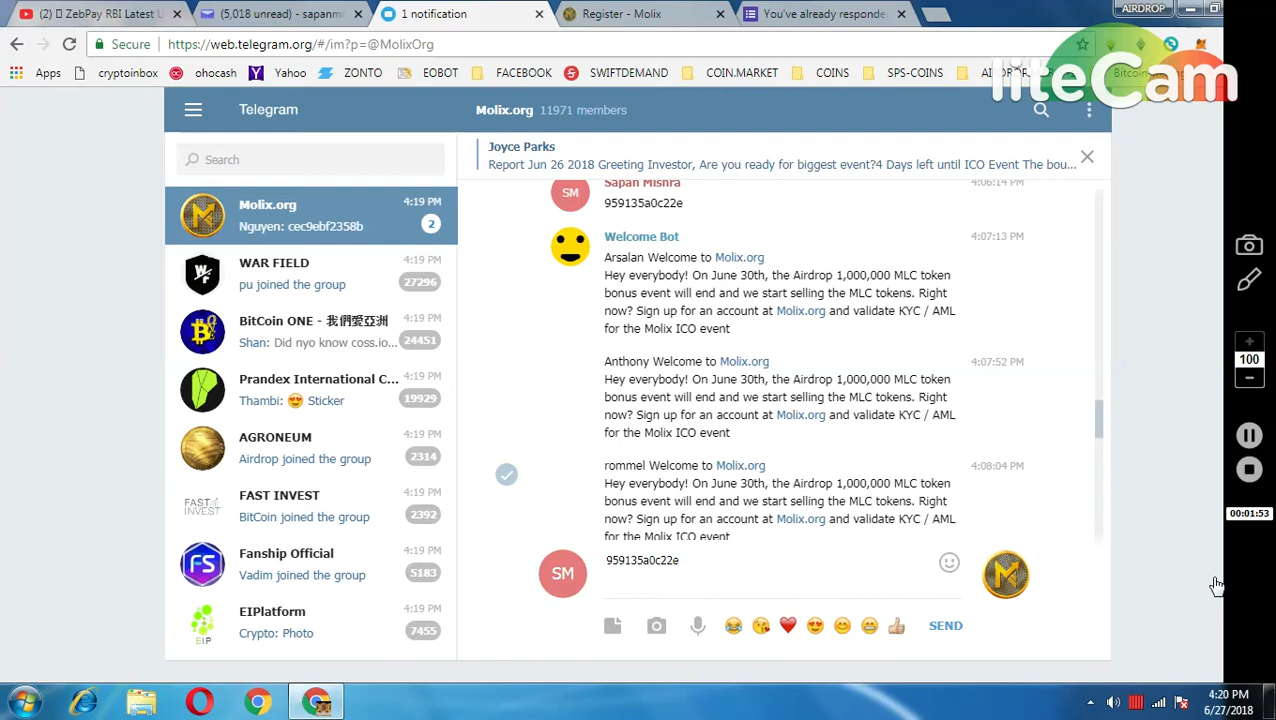 (2) ZebPay RBI Latest U
(5,018 unread) - sapanm
1 notification
Register - Molix
You've already responde
AIRDROP
Secure
https://web.telegram.org/#/im?p=@MolixOrg
Apps
cryptoinbox
ohocash
Yahoo
ZONTO
EOBOT
FACEBOOK
SWIFTDEMAND
COIN.MARKET
COINS
SPS-COINS
liteCam
Telegram
Molix.org 11971 members
Search
Joyce Parks
Report Jun 26 2018 Greeting Investor, Are you ready for biggest event?4 Days left until ICO Event The bou...
Molix.org 4:19 PM
Nguyen: cec9ebf2358b 2
WAR FIELD 4:19 PM
pu joined the group 27296
BitCoin ONE - 我們愛亞洲 4:19 PM
Shan: Did nyo know coss.io... 24451
Prandex International C... 4:19 PM
Thambi: 😍 Sticker 19929
AGRONEUM 4:19 PM
Airdrop joined the group 2314
FAST INVEST 4:19 PM
BitCoin joined the group 2392
FAST INVEST
Fanship Official 4:19 PM
Vadim joined the group 5183
FS
EIPlatform 4:19 PM
Crypto: Photo 7455
EIP
Sapan Mishra 4:06:14 PM
SM
959135a0c22e
Welcome Bot 4:07:13 PM
Arsalan Welcome to Molix.org
Hey everybody! On June 30th, the Airdrop 1,000,000 MLC token
bonus event will end and we start selling the MLC tokens. Right
now? Sign up for an account at Molix.org and validate KYC / AML
for the Molix ICO event
Anthony Welcome to Molix.org 4:07:52 PM
Hey everybody! On June 30th, the Airdrop 1,000,000 MLC token
bonus event will end and we start selling the MLC tokens. Right
now? Sign up for an account at Molix.org and validate KYC / AML
for the Molix ICO event
rommel Welcome to Molix.org 4:08:04 PM
Hey everybody! On June 30th, the Airdrop 1,000,000 MLC token
bonus event will end and we start selling the MLC tokens. Right
now? Sign up for an account at Molix.org and validate KYC / AML
for the Molix ICO event
SM
959135a0c22e
SEND
100
00:01:53
4:20 PM
6/27/2018